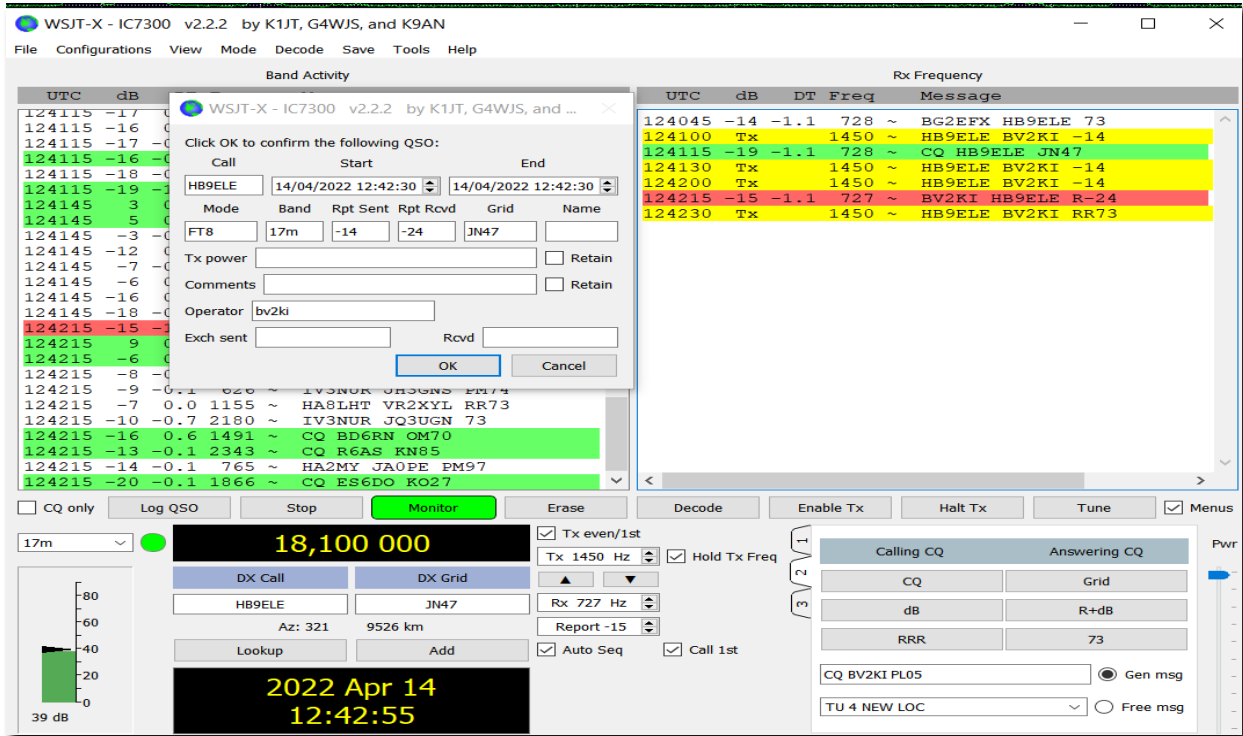 WSJT-X - IC7300 v2.2.2 by K1JT, G4WJS, and K9AN
File Configurations View Mode Decode Save Tools Help
Band Activity
UTC dB
124115 -17
124115 -16
124115 -17
124115 -16
124115 -18
124115 -19
124145 3
124145 5
124145 -3
124145 -12
124145 -7
124145 -6
124145 -16
124145 -18
124215 -15
124215 9
124215 -6
124215 -8
124215 -9 -0.1 626 ~ IV3NUR JH3GNS PM74
124215 -7 0.0 1155 ~ HA8LHT VR2XYL RR73
124215 -10 -0.7 2180 ~ IV3NUR JQ3UGN 73
124215 -16 0.6 1491 ~ CQ BD6RN OM70
124215 -13 -0.1 2343 ~ CQ R6AS KN85
124215 -14 -0.1 765 ~ HA2MY JA0PE PM97
124215 -20 -0.1 1866 ~ CQ ES6DO KO27
WSJT-X - IC7300 v2.2.2 by K1JT, G4WJS, and ...
Click OK to confirm the following QSO:
Call Start End
HB9ELE 14/04/2022 12:42:30 14/04/2022 12:42:30
Mode Band Rpt Sent Rpt Rcvd Grid Name
FT8 17m -14 -24 JN47
Tx power Retain
Comments Retain
Operator bv2ki
Exch sent Rcvd
OK Cancel
Rx Frequency
UTC dB DT Freq Message
124045 -14 -1.1 728 ~ BG2EFX HB9ELE 73
124100 Tx 1450 ~ HB9ELE BV2KI -14
124115 -19 -1.1 728 ~ CQ HB9ELE JN47
124130 Tx 1450 ~ HB9ELE BV2KI -14
124200 Tx 1450 ~ HB9ELE BV2KI -14
124215 -15 -1.1 727 ~ BV2KI HB9ELE R-24
124230 Tx 1450 ~ HB9ELE BV2KI RR73
CQ only Log QSO Stop Monitor Erase Decode Enable Tx Halt Tx Tune Menus
17m
18,100 000
DX Call DX Grid
HB9ELE JN47
Az: 321 9526 km
Lookup Add
2022 Apr 14
12:42:55
80
60
40
20
0
39 dB
Tx even/1st
Tx 1450 Hz Hold Tx Freq
▲ ▼
Rx 727 Hz
Report -15
Auto Seq Call 1st
1
2
3
Calling CQ Answering CQ
CQ Grid
dB R+dB
RRR 73
CQ BV2KI PL05 Gen msg
TU 4 NEW LOC Free msg
Pwr